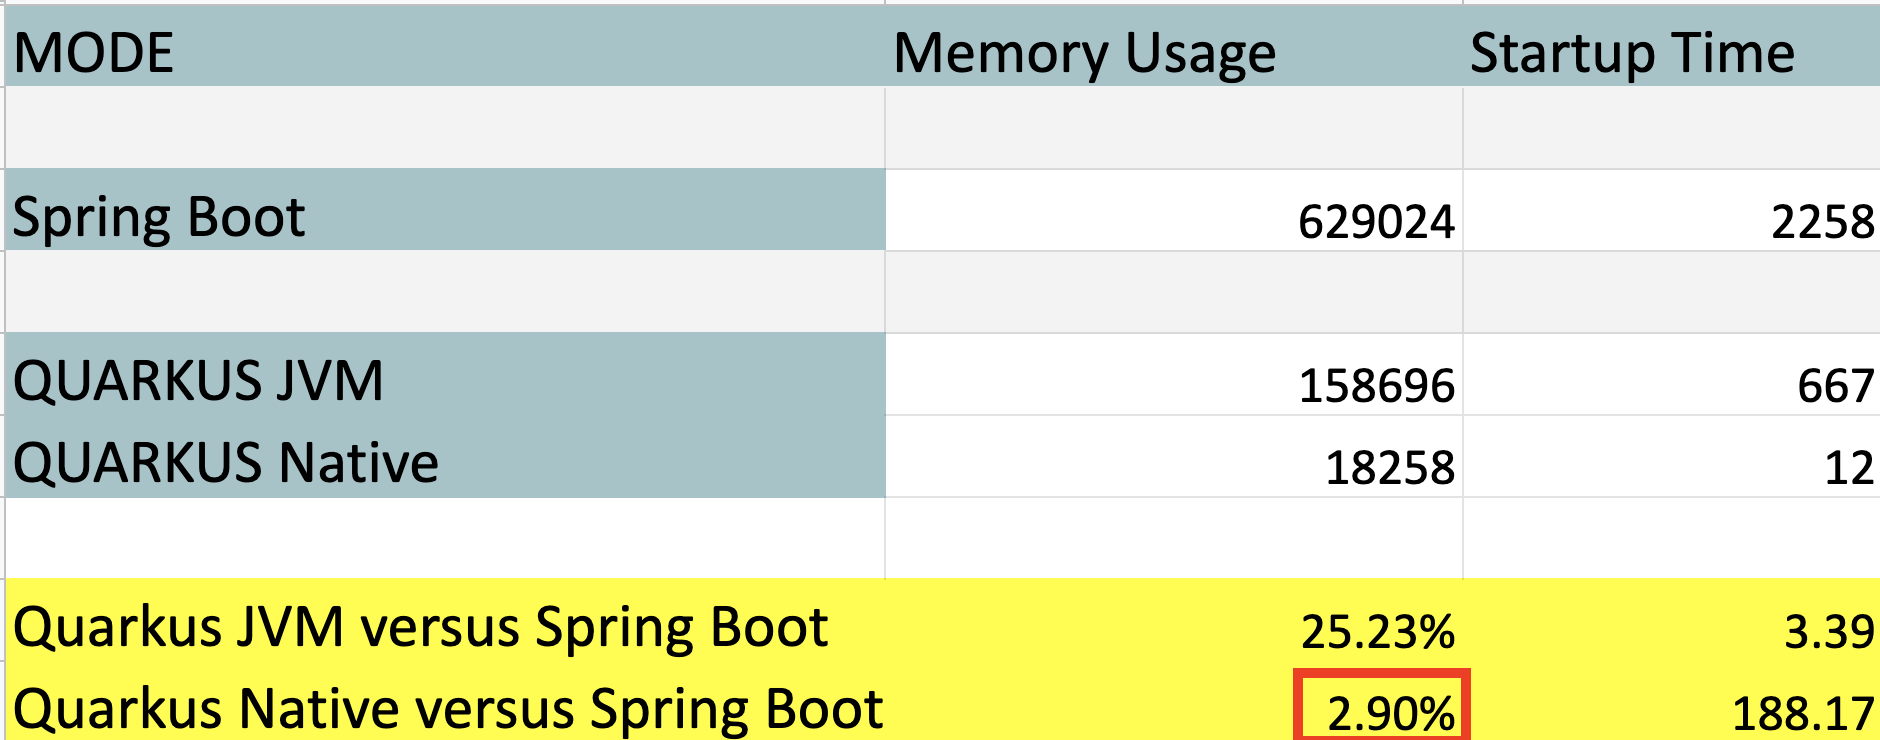 MODE Memory Usage Startup Time
Spring Boot 629024 2258
QUARKUS JVM 158696 667
QUARKUS Native 18258 12
Quarkus JVM versus Spring Boot 25.23% 3.39
Quarkus Native versus Spring Boot 2.90% 188.17